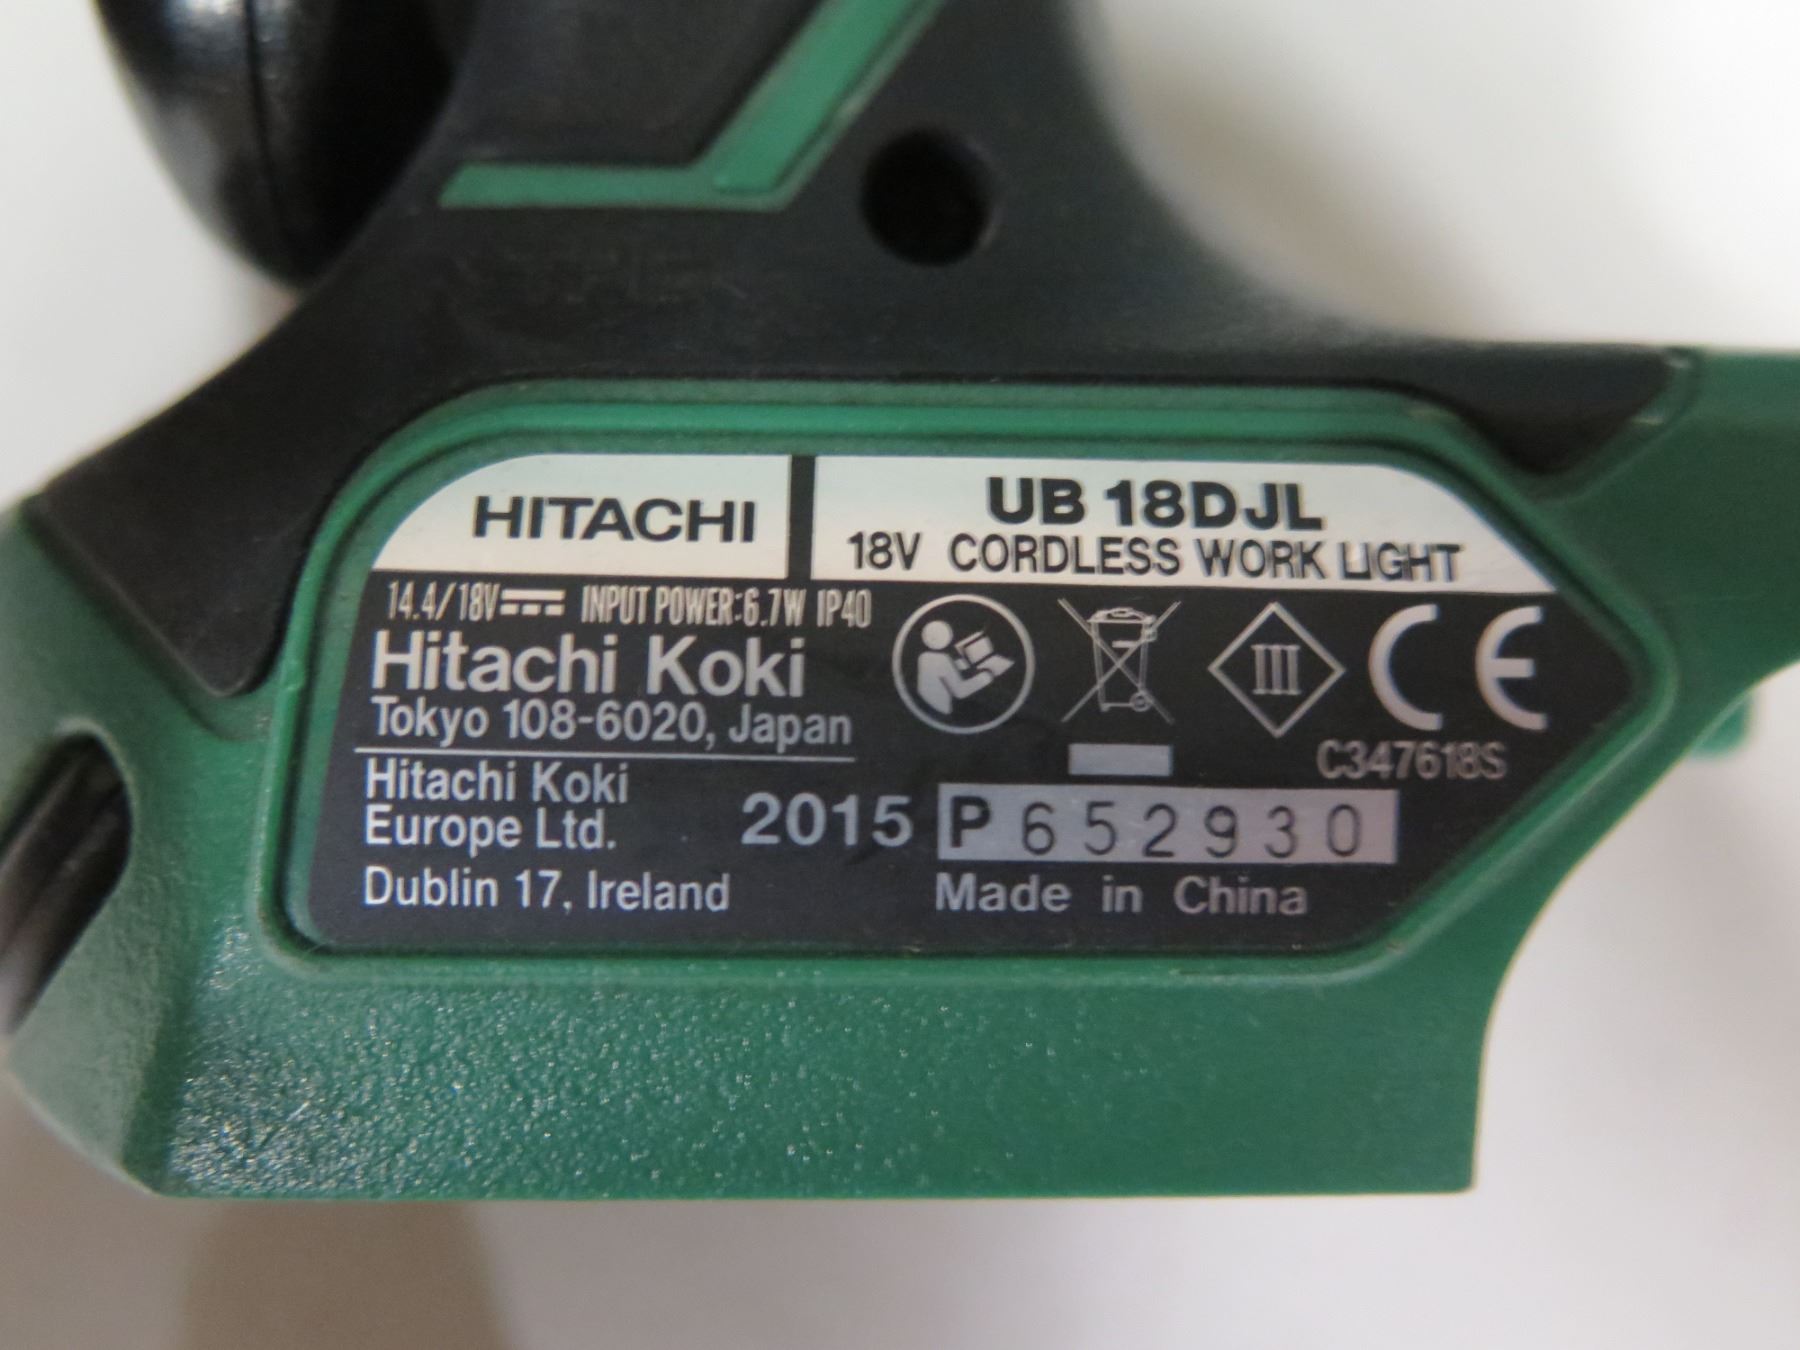 HITACHI
UB 18DJL
18V CORDLESS WORK LIGHT
14.4/18V⎓ INPUT POWER:6.7W IP40
Hitachi Koki
Tokyo 108-6020, Japan
Hitachi Koki
Europe Ltd.
Dublin 17, Ireland
III
CE
C347618S
2015 P 652930
Made in China